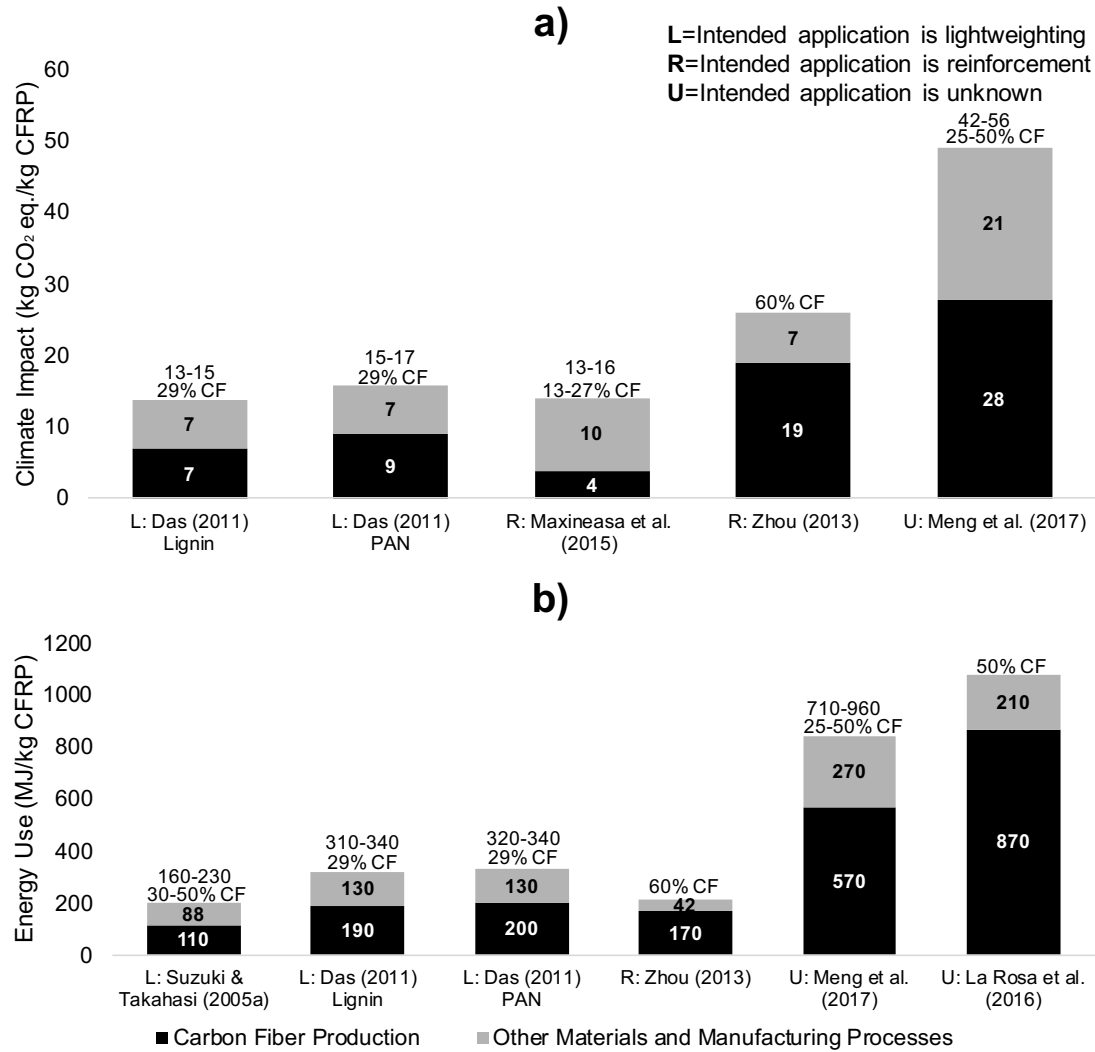 a)
L=Intended application is lightweighting
R=Intended application is reinforcement
U=Intended application is unknown
Climate Impact (kg CO₂ eq./kg CFRP)
60
50
40
30
20
10
0
13-15
29% CF
7
7
15-17
29% CF
7
9
13-16
13-27% CF
10
4
60% CF
7
19
42-56
25-50% CF
21
28
L: Das (2011)
Lignin
L: Das (2011)
PAN
R: Maxineasa et al.
(2015)
R: Zhou (2013)
U: Meng et al. (2017)
b)
Energy Use (MJ/kg CFRP)
1200
1000
800
600
400
200
0
160-230
30-50% CF
88
110
310-340
29% CF
130
190
320-340
29% CF
130
200
60% CF
42
170
710-960
25-50% CF
270
570
50% CF
210
870
L: Suzuki &
Takahasi (2005a)
L: Das (2011)
Lignin
L: Das (2011)
PAN
R: Zhou (2013)
U: Meng et al.
(2017)
U: La Rosa et al.
(2016)
Carbon Fiber Production
Other Materials and Manufacturing Processes